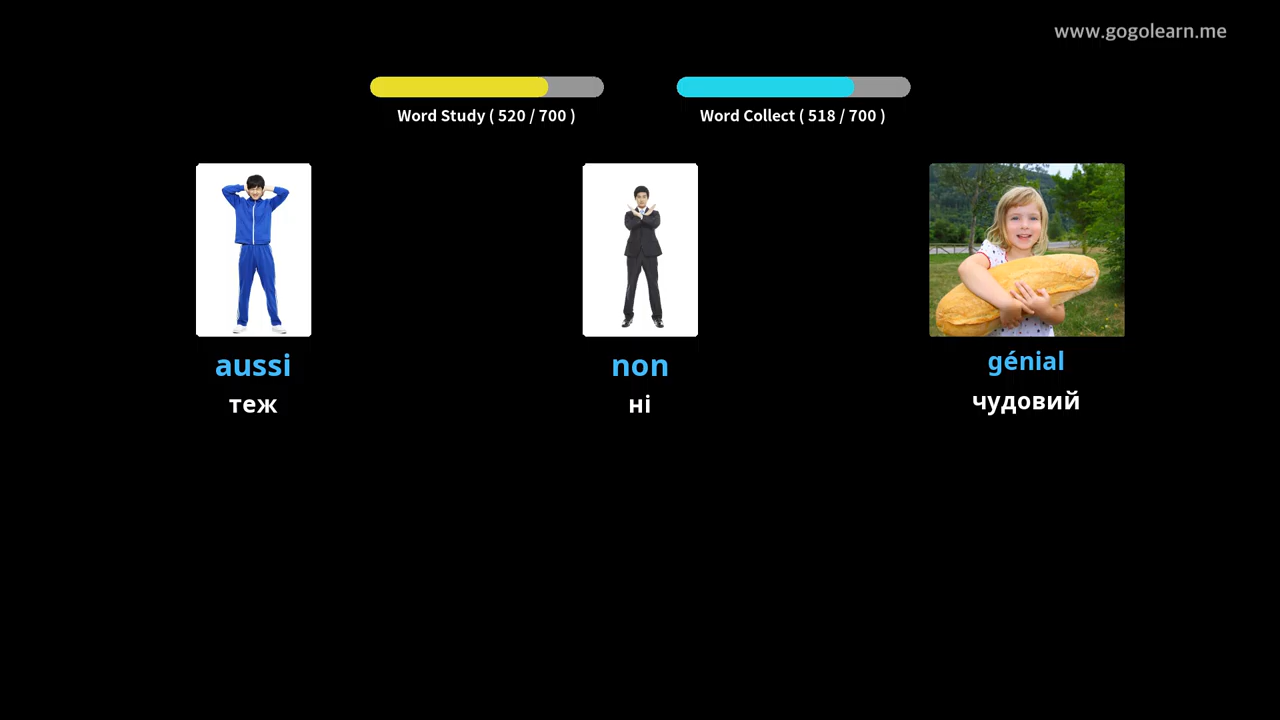 www.gogolearn.me
Word Study ( 520 / 700 )
Word Collect ( 518 / 700 )
aussi
теж
non
ні
génial
чудовий